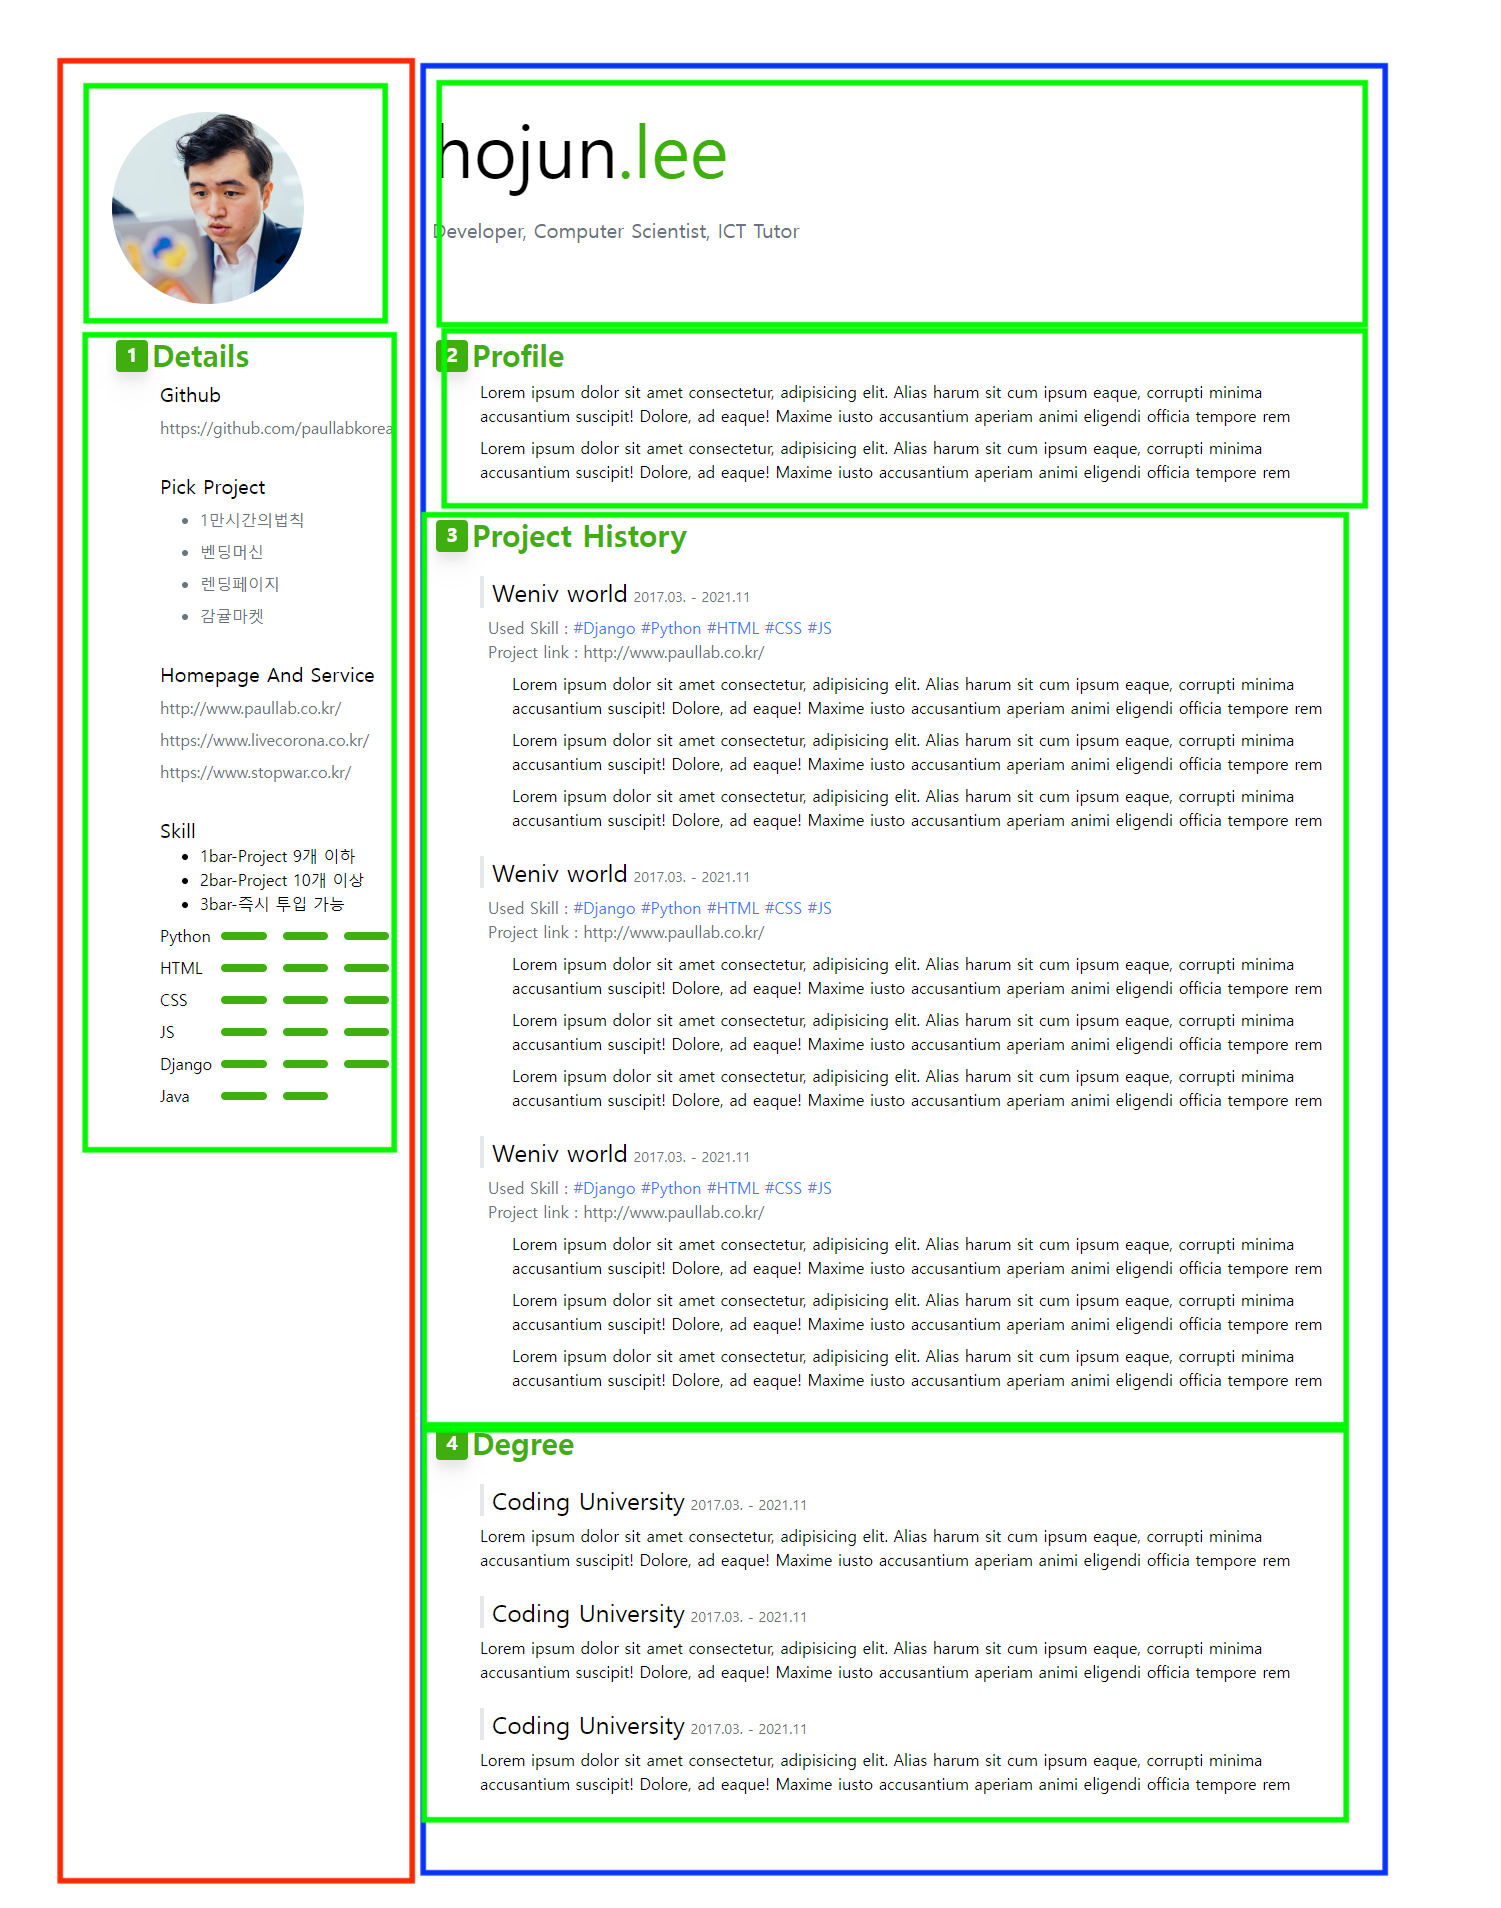 hojun.lee
Developer, Computer Scientist, ICT Tutor
1 Details
Github
https://github.com/paullabkorea
Pick Project
• 1만시간의법칙
• 벤딩머신
• 렌딩페이지
• 감귤마켓
Homepage And Service
http://www.paullab.co.kr/
https://www.livecorona.co.kr/
https://www.stopwar.co.kr/
Skill
• 1bar-Project 9개 이하
• 2bar-Project 10개 이상
• 3bar-즉시 투입 가능
Python
HTML
CSS
JS
Django
Java
2 Profile
Lorem ipsum dolor sit amet consectetur, adipisicing elit. Alias harum sit cum ipsum eaque, corrupti minima
accusantium suscipit! Dolore, ad eaque! Maxime iusto accusantium aperiam animi eligendi officia tempore rem
Lorem ipsum dolor sit amet consectetur, adipisicing elit. Alias harum sit cum ipsum eaque, corrupti minima
accusantium suscipit! Dolore, ad eaque! Maxime iusto accusantium aperiam animi eligendi officia tempore rem
3 Project History
Weniv world 2017.03. - 2021.11
Used Skill : #Django #Python #HTML #CSS #JS
Project link : http://www.paullab.co.kr/
Lorem ipsum dolor sit amet consectetur, adipisicing elit. Alias harum sit cum ipsum eaque, corrupti minima
accusantium suscipit! Dolore, ad eaque! Maxime iusto accusantium aperiam animi eligendi officia tempore rem
Lorem ipsum dolor sit amet consectetur, adipisicing elit. Alias harum sit cum ipsum eaque, corrupti minima
accusantium suscipit! Dolore, ad eaque! Maxime iusto accusantium aperiam animi eligendi officia tempore rem
Lorem ipsum dolor sit amet consectetur, adipisicing elit. Alias harum sit cum ipsum eaque, corrupti minima
accusantium suscipit! Dolore, ad eaque! Maxime iusto accusantium aperiam animi eligendi officia tempore rem
Weniv world 2017.03. - 2021.11
Used Skill : #Django #Python #HTML #CSS #JS
Project link : http://www.paullab.co.kr/
Lorem ipsum dolor sit amet consectetur, adipisicing elit. Alias harum sit cum ipsum eaque, corrupti minima
accusantium suscipit! Dolore, ad eaque! Maxime iusto accusantium aperiam animi eligendi officia tempore rem
Lorem ipsum dolor sit amet consectetur, adipisicing elit. Alias harum sit cum ipsum eaque, corrupti minima
accusantium suscipit! Dolore, ad eaque! Maxime iusto accusantium aperiam animi eligendi officia tempore rem
Lorem ipsum dolor sit amet consectetur, adipisicing elit. Alias harum sit cum ipsum eaque, corrupti minima
accusantium suscipit! Dolore, ad eaque! Maxime iusto accusantium aperiam animi eligendi officia tempore rem
Weniv world 2017.03. - 2021.11
Used Skill : #Django #Python #HTML #CSS #JS
Project link : http://www.paullab.co.kr/
Lorem ipsum dolor sit amet consectetur, adipisicing elit. Alias harum sit cum ipsum eaque, corrupti minima
accusantium suscipit! Dolore, ad eaque! Maxime iusto accusantium aperiam animi eligendi officia tempore rem
Lorem ipsum dolor sit amet consectetur, adipisicing elit. Alias harum sit cum ipsum eaque, corrupti minima
accusantium suscipit! Dolore, ad eaque! Maxime iusto accusantium aperiam animi eligendi officia tempore rem
Lorem ipsum dolor sit amet consectetur, adipisicing elit. Alias harum sit cum ipsum eaque, corrupti minima
accusantium suscipit! Dolore, ad eaque! Maxime iusto accusantium aperiam animi eligendi officia tempore rem
4 Degree
Coding University 2017.03. - 2021.11
Lorem ipsum dolor sit amet consectetur, adipisicing elit. Alias harum sit cum ipsum eaque, corrupti minima
accusantium suscipit! Dolore, ad eaque! Maxime iusto accusantium aperiam animi eligendi officia tempore rem
Coding University 2017.03. - 2021.11
Lorem ipsum dolor sit amet consectetur, adipisicing elit. Alias harum sit cum ipsum eaque, corrupti minima
accusantium suscipit! Dolore, ad eaque! Maxime iusto accusantium aperiam animi eligendi officia tempore rem
Coding University 2017.03. - 2021.11
Lorem ipsum dolor sit amet consectetur, adipisicing elit. Alias harum sit cum ipsum eaque, corrupti minima
accusantium suscipit! Dolore, ad eaque! Maxime iusto accusantium aperiam animi eligendi officia tempore rem